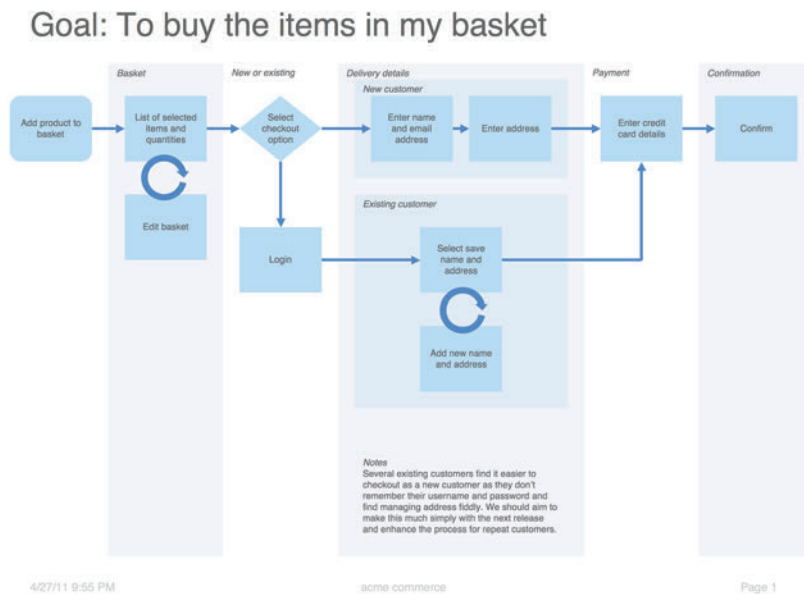 Goal: To buy the items in my basket
Basket
New or existing
Delivery details
Payment
Confirmation
New customer
Add product to
basket
List of selected
items and
quantities
Select
checkout
option
Enter name
and email
address
Enter address
Enter credit
card details
Confirm
Existing customer
Edit basket
Login
Select save
name and
address
Add new name
and address
Notes
Several existing customers find it easier to
checkout as a new customer as they don't
remember their username and password and
find managing address fiddly. We should aim to
make this much simply with the next release
and enhance the process for repeat customers.
4/27/11 9:55 PM
acme commerce
Page 1